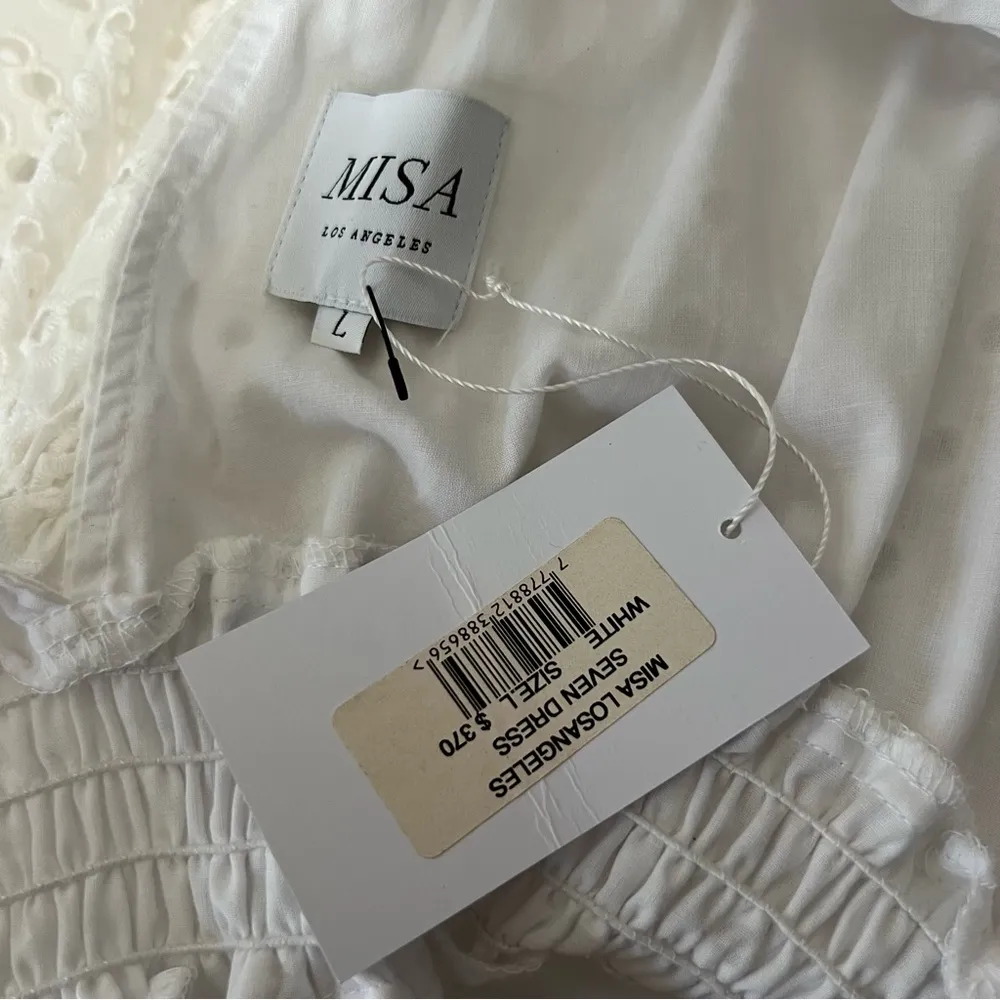 MISA
LOS ANGELES
L
MISA LOSANGELES
SEVEN DRESS
WHITE
SIZE L $ 370
7 778812 388656 >